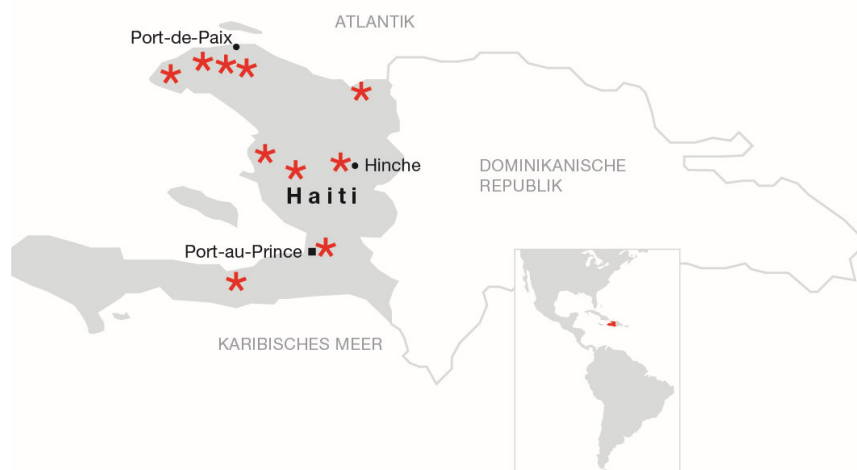 ATLANTIK
Port-de-Paix
Hinche
DOMINIKANISCHE
REPUBLIK
Haiti
Port-au-Prince
KARIBISCHES MEER